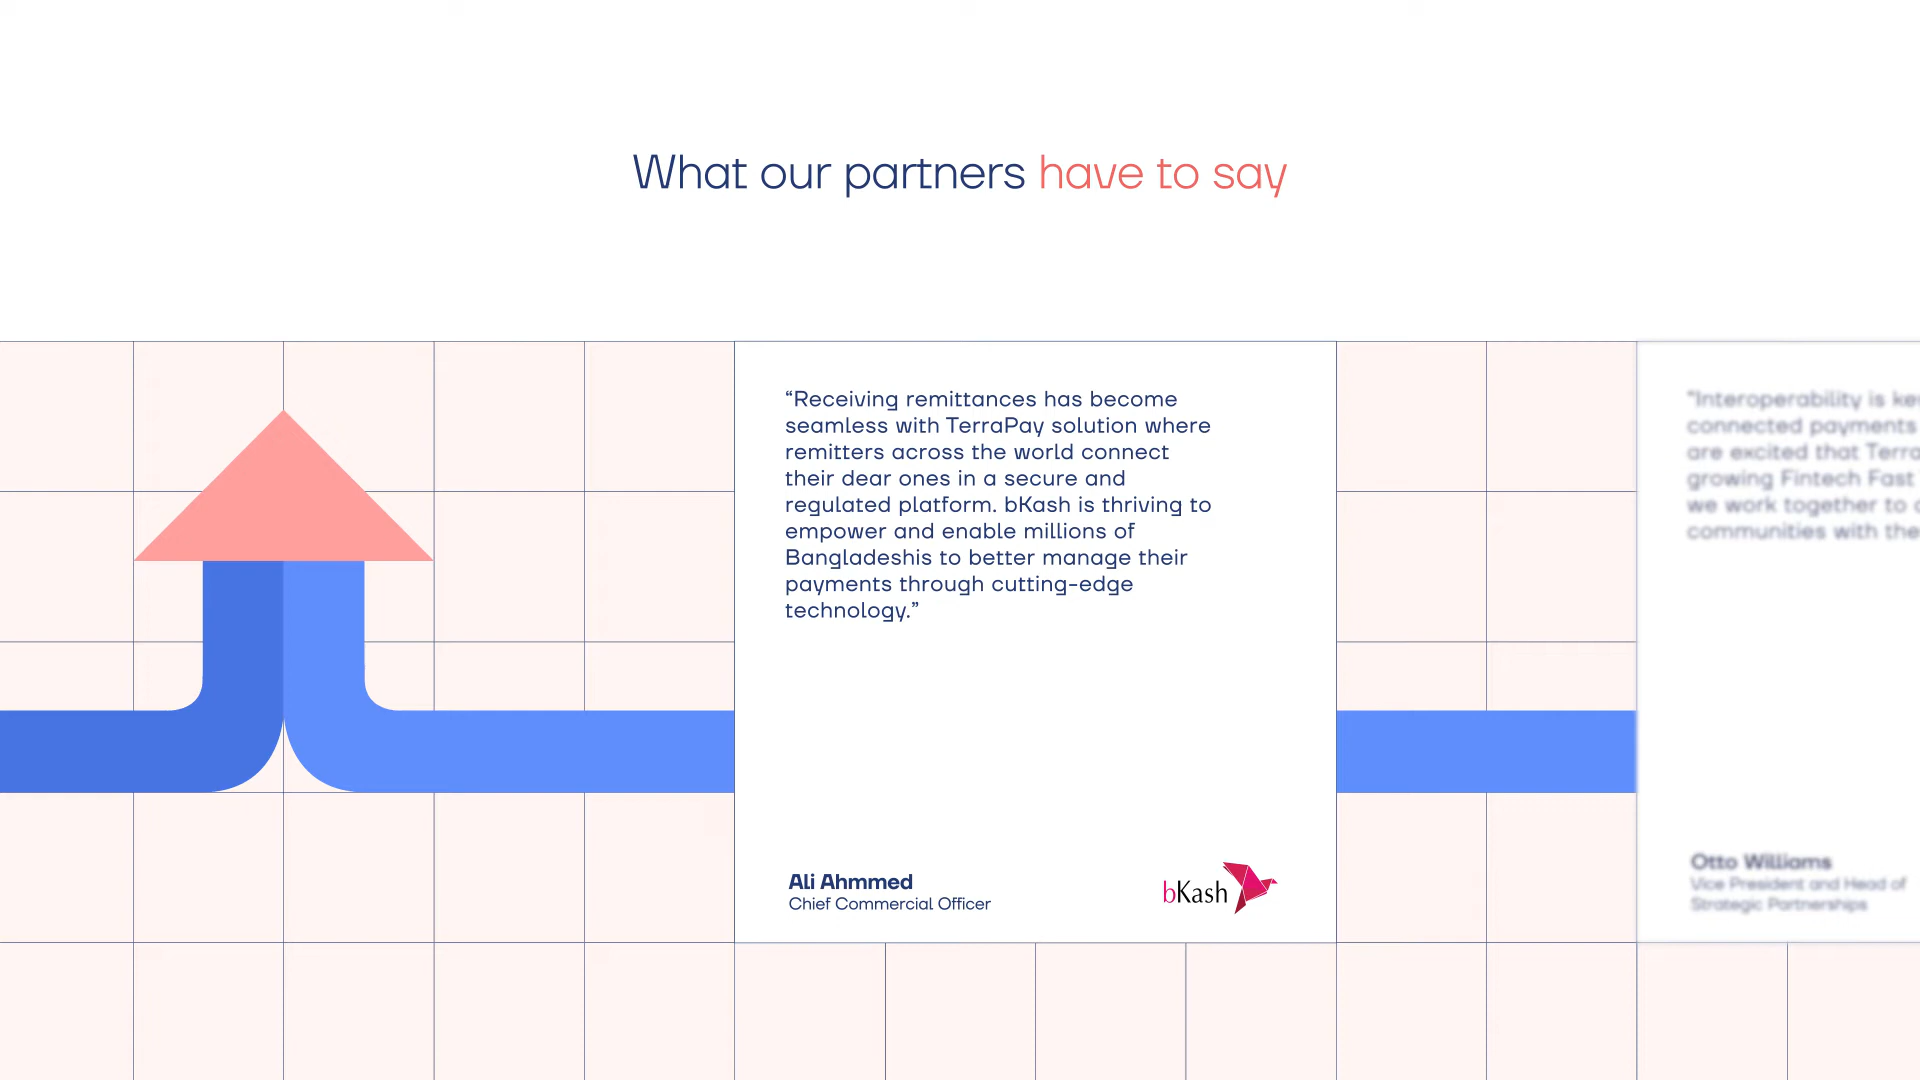 What our partners have to say
“Receiving remittances has become
seamless with TerraPay solution where
remitters across the world connect
their dear ones in a secure and
regulated platform. bKash is thriving to
empower and enable millions of
Bangladeshis to better manage their
payments through cutting-edge
technology.”
Ali Ahmmed
Chief Commercial Officer
bKash
"Interoperability is
connected payments
are excited that
growing Fintech Fast
we work together to
communities with the
Otto Williams
Vice President and Head of
Strategic Partnerships